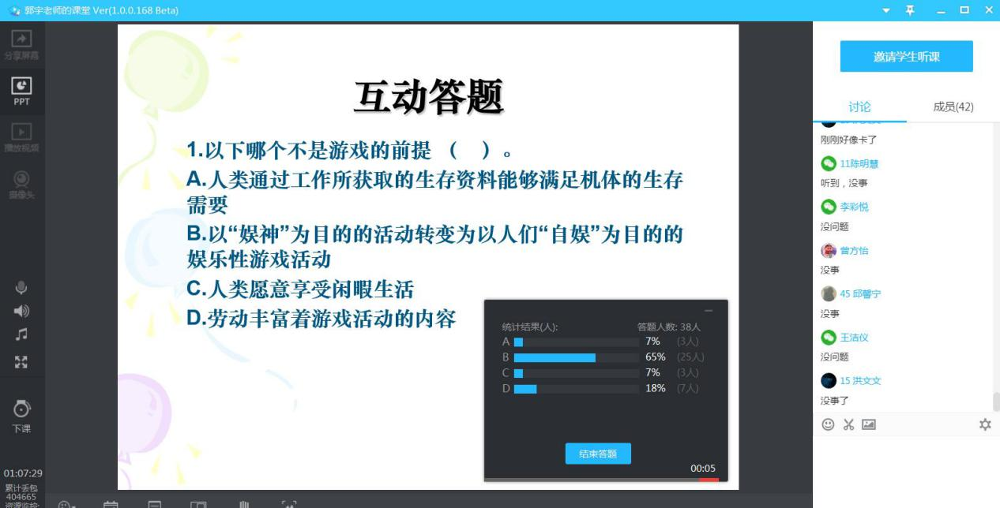 郭宇老师的课堂 Ver(1.0.0.168 Beta)
分享屏幕
PPT
播放视频
摄像头
下课
01:07:29
累计丢包
404665
资源监控:
互动答题
1.以下哪个不是游戏的前提 （ ）。
A.人类通过工作所获取的生存资料能够满足机体的生存
需要
B.以“娱神”为目的的活动转变为以人们“自娱”为目的的
娱乐性游戏活动
C.人类愿意享受闲暇生活
D.劳动丰富着游戏活动的内容
统计结果(人): 答题人数: 38人
A 7% (3人)
B 65% (25人)
C 7% (3人)
D 18% (7人)
结束答题
00:05
邀请学生听课
讨论 成员(42)
刚刚好像卡了
11陈明慧
听到，没事
李彩悦
没问题
曾方怡
没事
45 邱馨宁
没事
王洁仪
没问题
15 洪文文
没事了